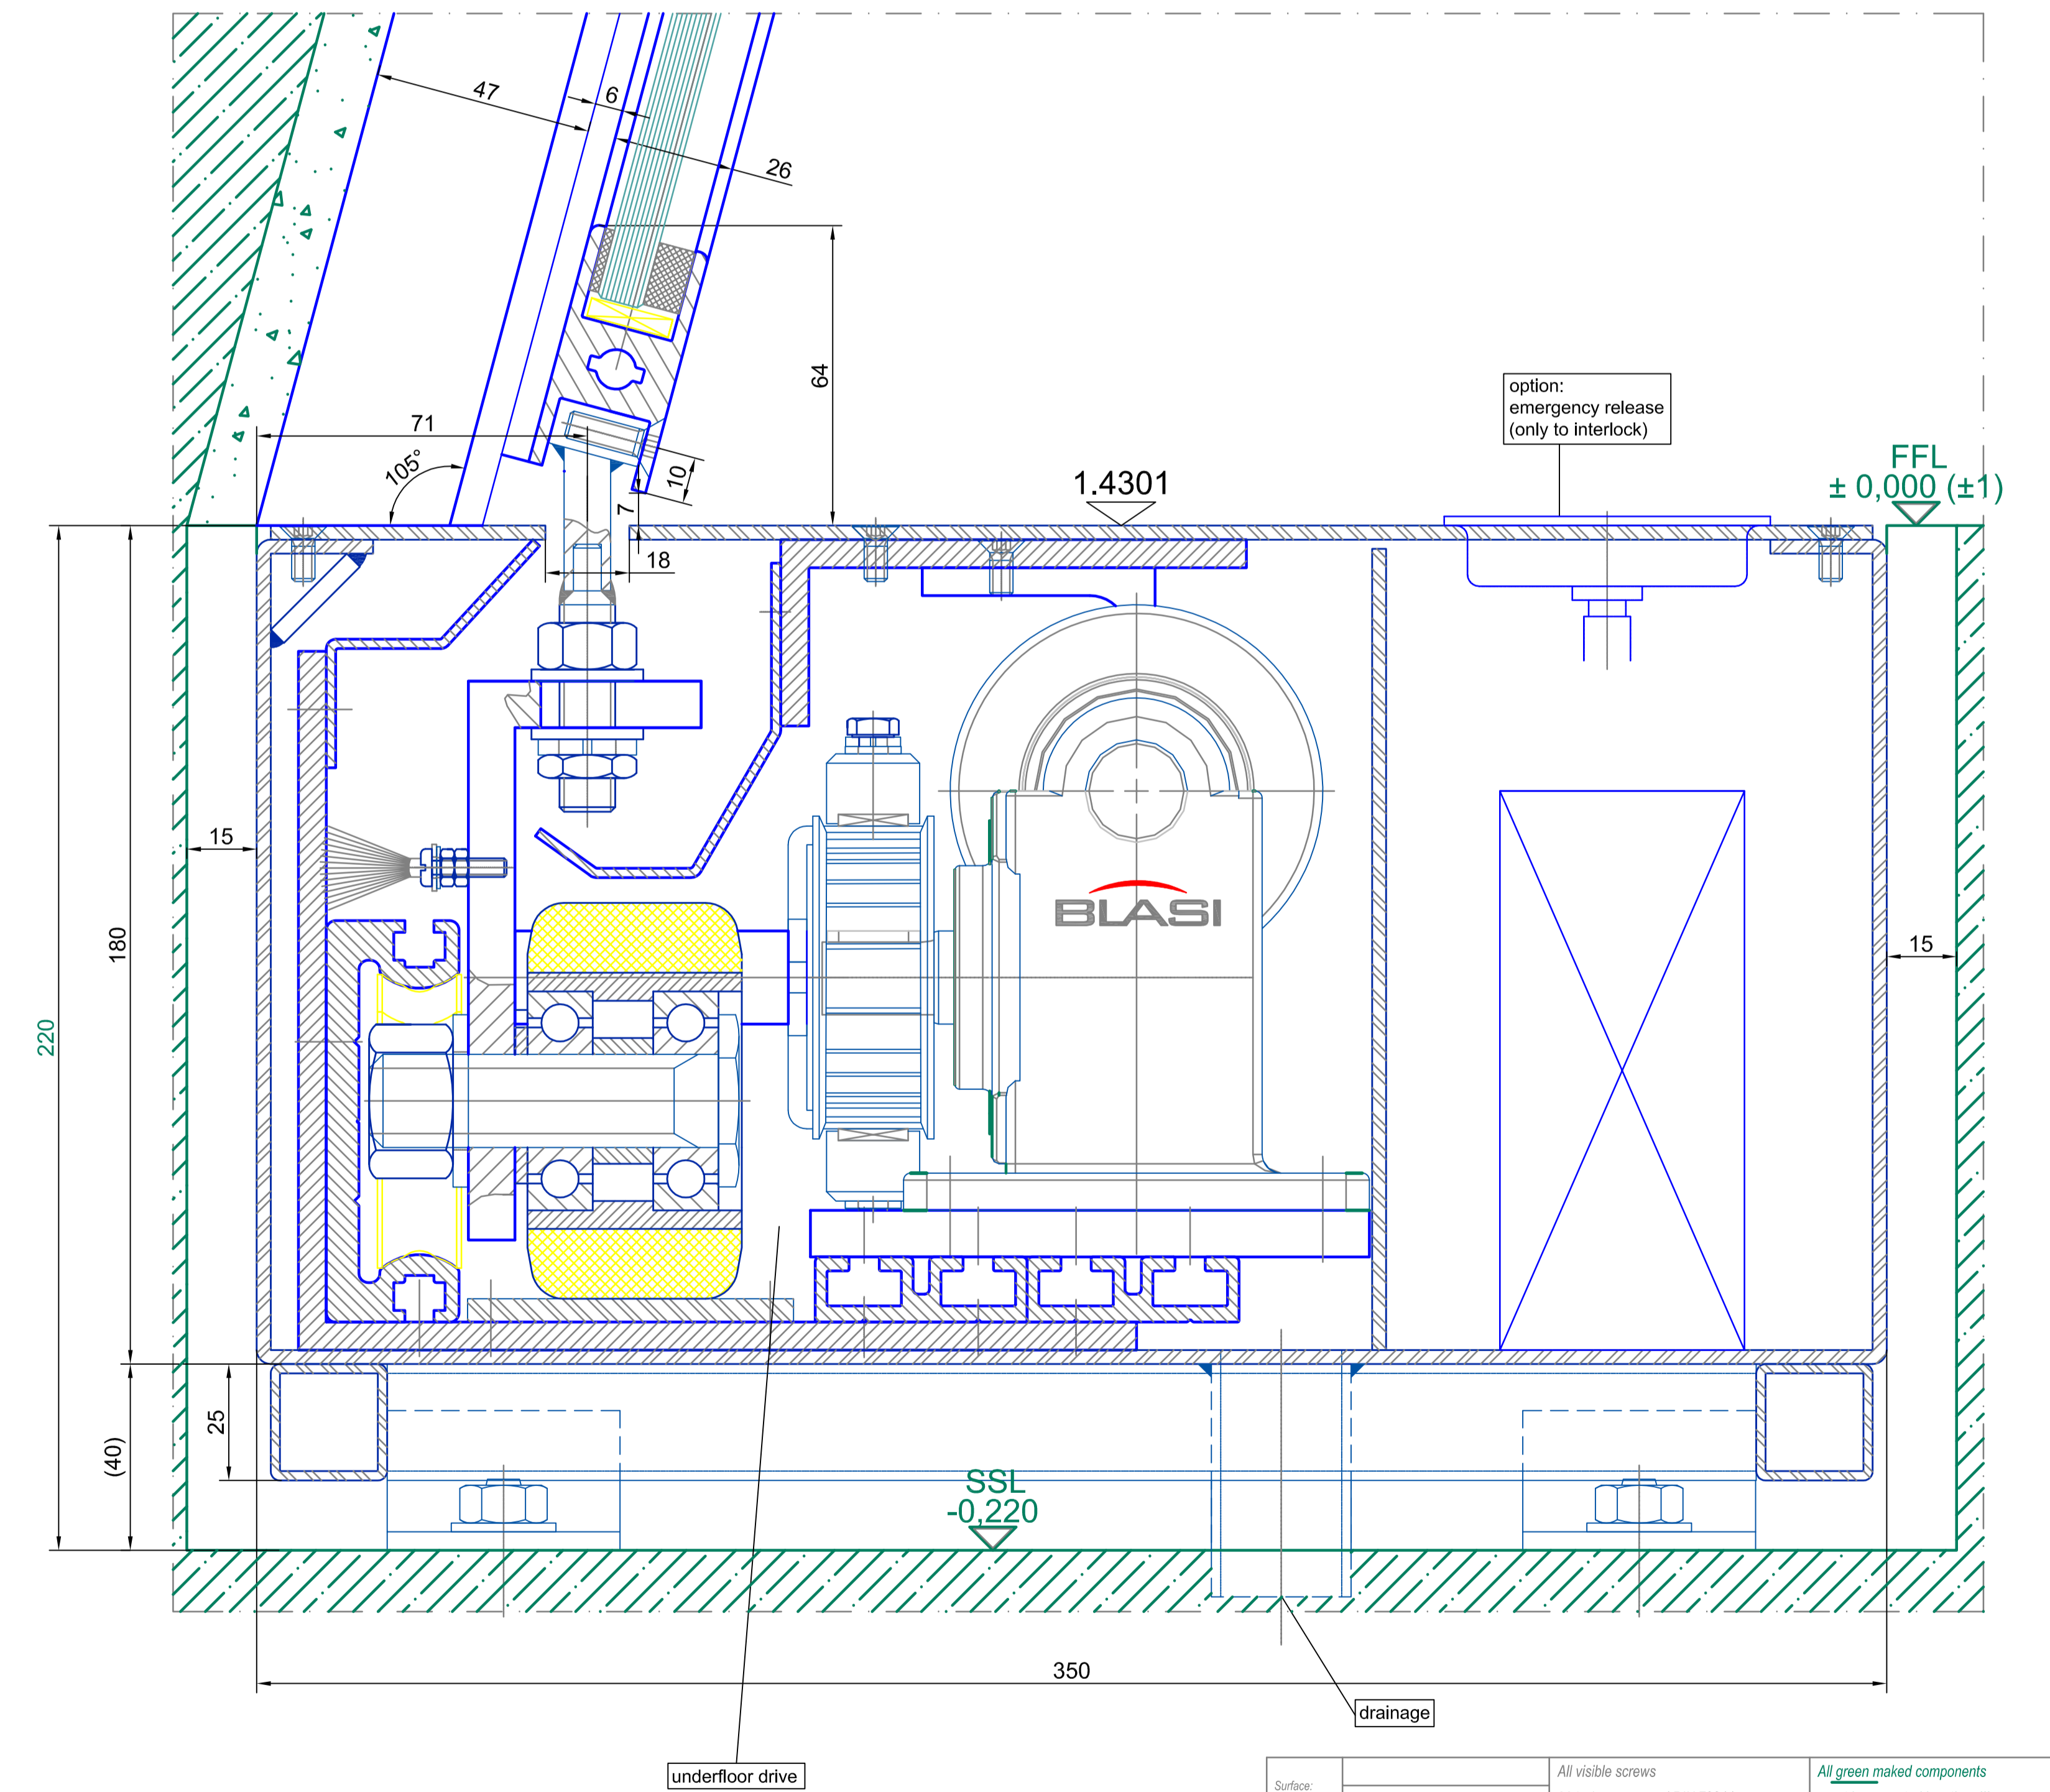 47
6
26
64
option:
emergency release
(only to interlock)
71
105°
10
7
1.4301
FFL
± 0,000 (±1)
18
15
BLASI
180
15
220
25
(40)
SSL
-0,220
350
drainage
underfloor drive
Surface:
All visible screws
All green maked components